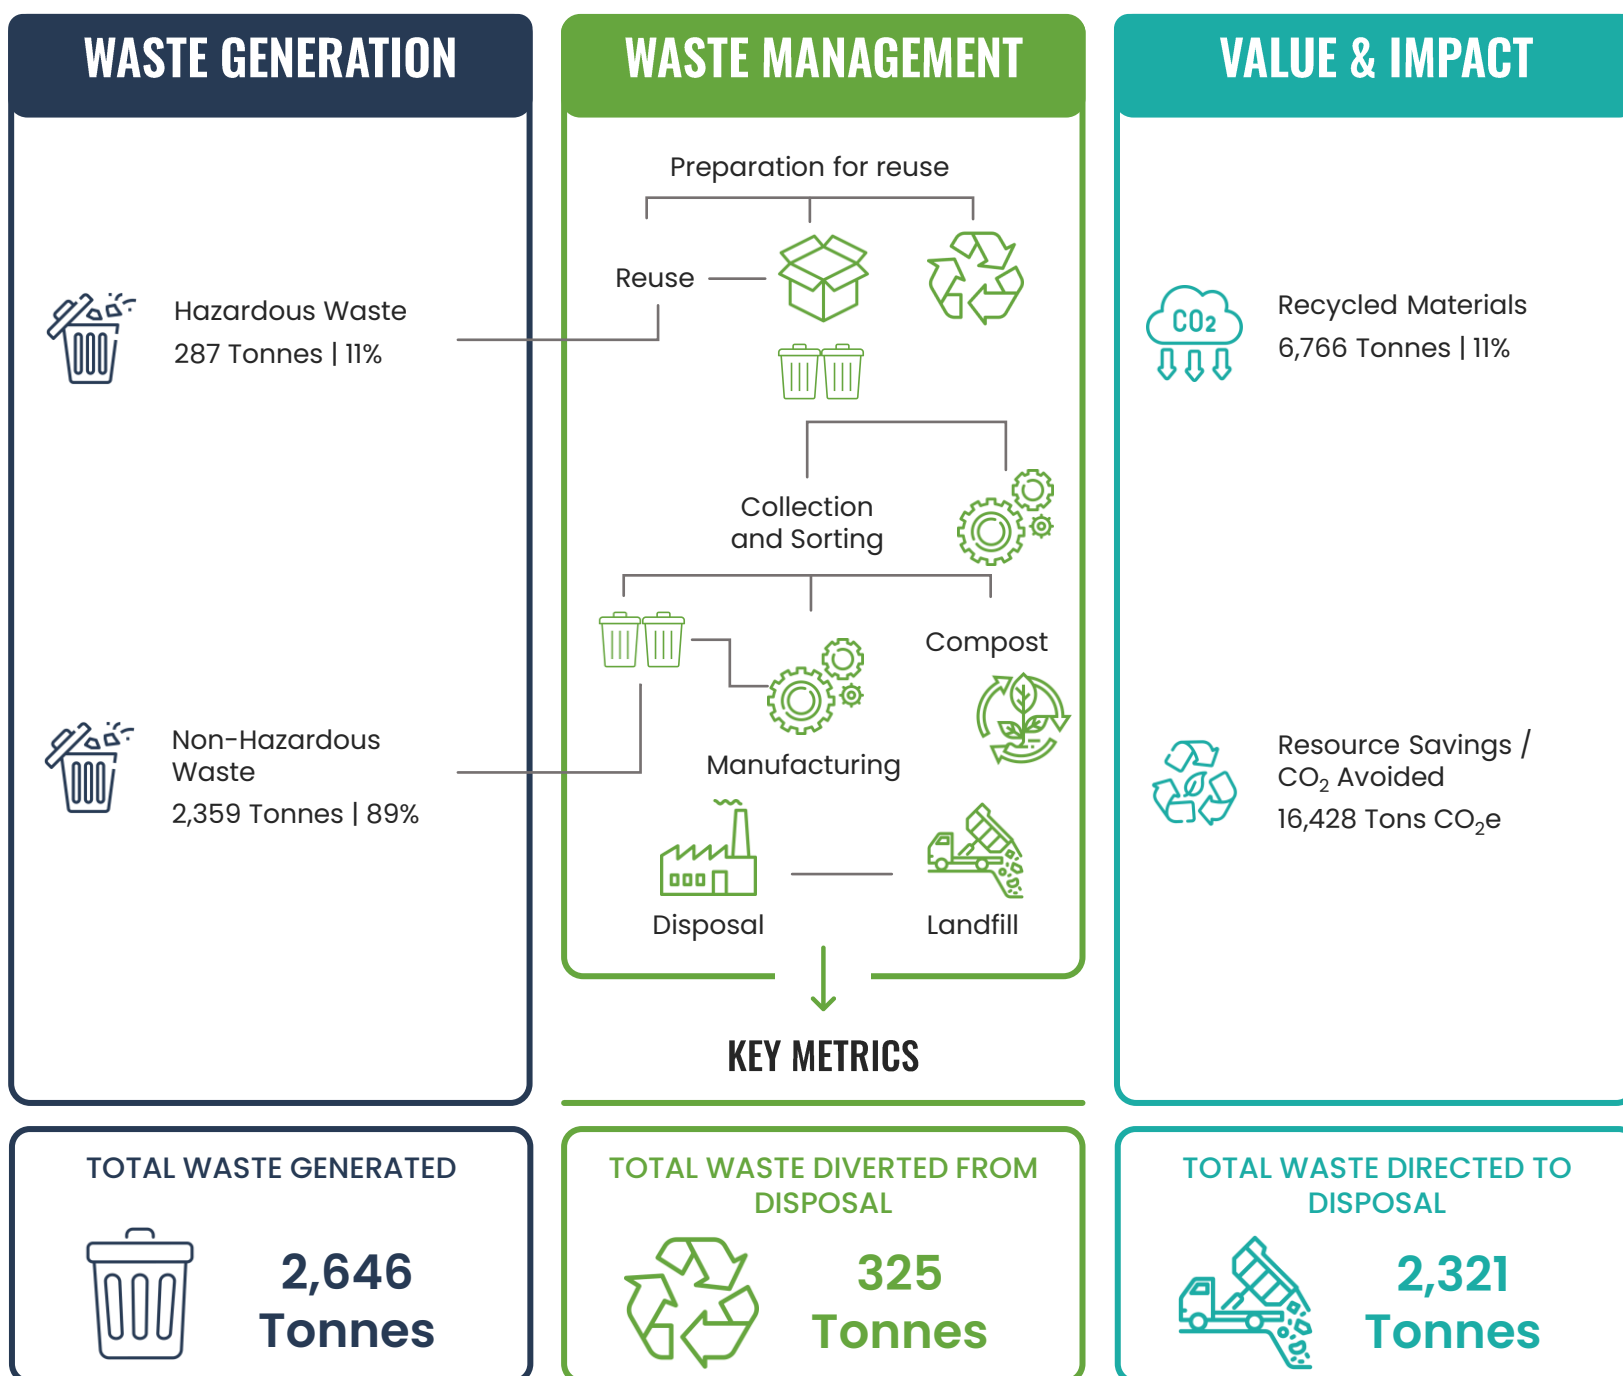 WASTE GENERATION
Hazardous Waste
287 Tonnes | 11%
Non-Hazardous
Waste
2,359 Tonnes | 89%
WASTE MANAGEMENT
Preparation for reuse
Reuse
Collection
and Sorting
Compost
Manufacturing
Disposal
Landfill
KEY METRICS
VALUE & IMPACT
CO2
Recycled Materials
6,766 Tonnes | 11%
Resource Savings /
CO₂ Avoided
16,428 Tons CO₂e
TOTAL WASTE GENERATED
2,646
Tonnes
TOTAL WASTE DIVERTED FROM
DISPOSAL
325
Tonnes
TOTAL WASTE DIRECTED TO
DISPOSAL
2,321
Tonnes